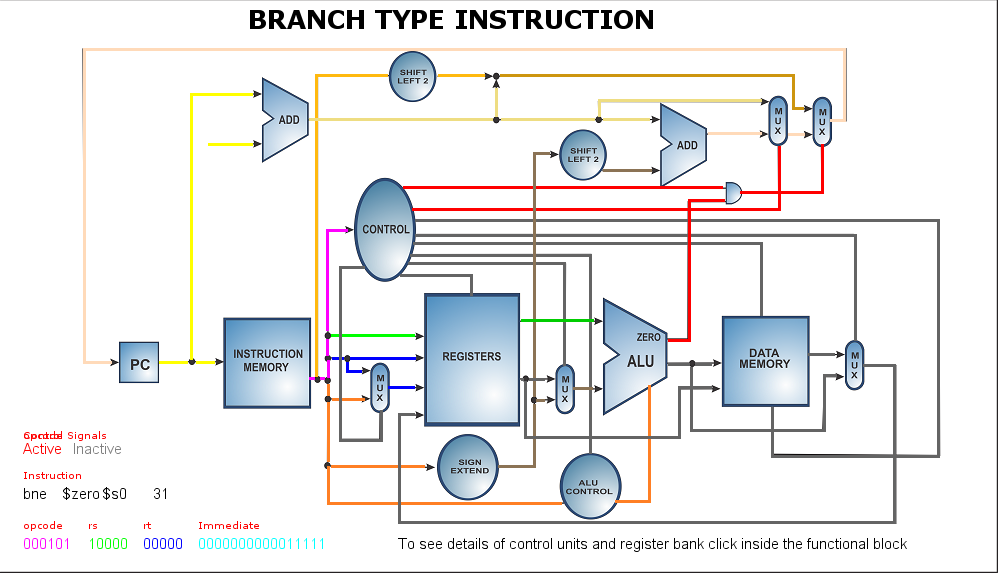 BRANCH TYPE INSTRUCTION
SHIFT
LEFT 2
ADD
MUX
MUX
SHIFT
LEFT 2
ADD
CONTROL
PC
INSTRUCTION
MEMORY
REGISTERS
MUX
MUX
ZERO
ALU
DATA
MEMORY
MUX
SIGN
EXTEND
ALU
CONTROL
Signals
Active Inactive
Instruction
bne $zero $s0 31
opcode rs rt Immediate
000101 10000 00000 0000000000011111
To see details of control units and register bank click inside the functional block